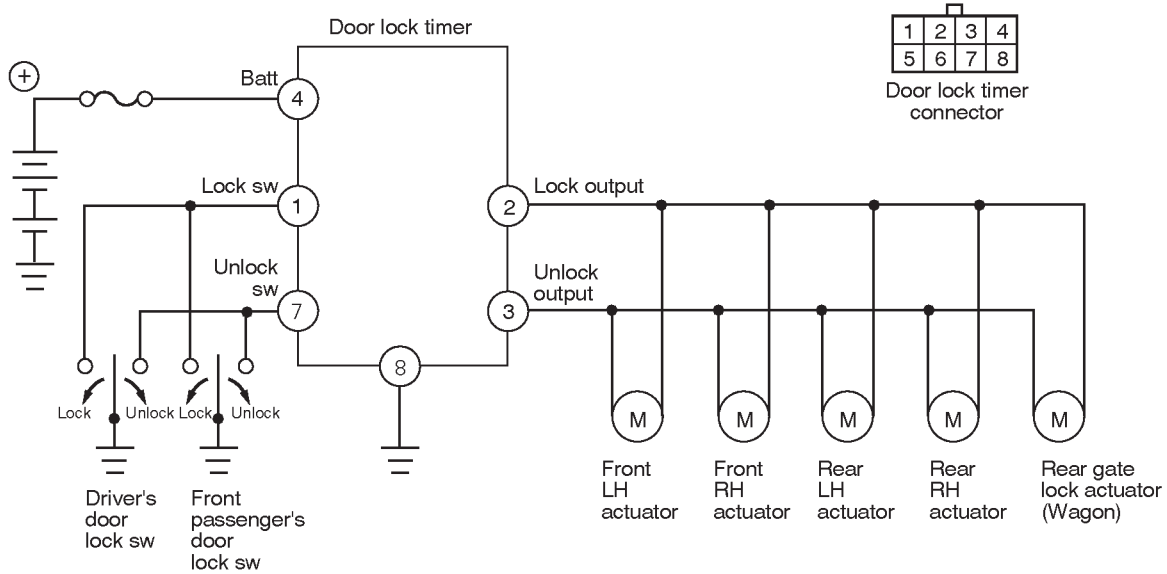 Door lock timer
+
Batt
4
Lock sw
1
Unlock
sw
7
8
2
Lock output
3
Unlock
output
1 2 3 4
5 6 7 8
Door lock timer
connector
Lock
Unlock
Lock
Unlock
Driver's
door
lock sw
Front
passenger's
door
lock sw
M
M
M
M
M
Front
LH
actuator
Front
RH
actuator
Rear
LH
actuator
Rear
RH
actuator
Rear gate
lock actuator
(Wagon)